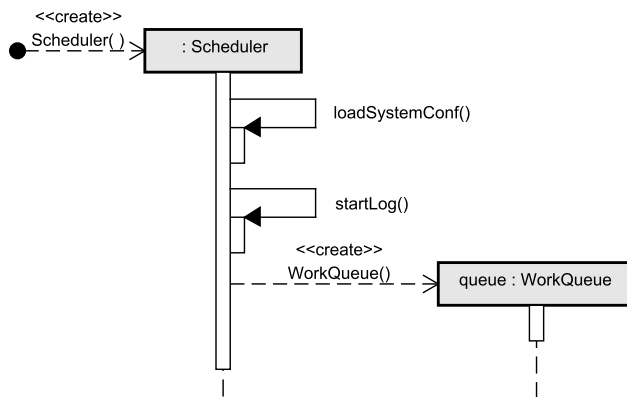 <<create>>
Scheduler( )
: Scheduler
loadSystemConf()
startLog()
<<create>>
WorkQueue()
queue : WorkQueue